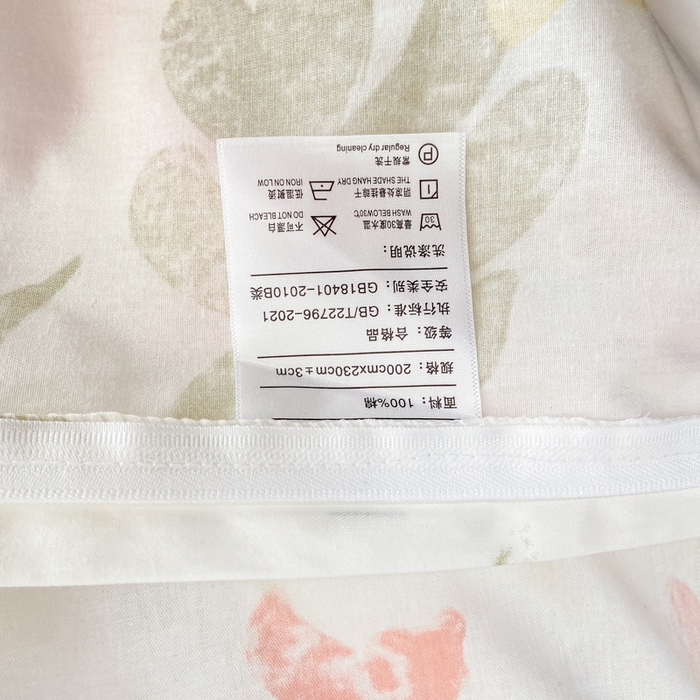 面料：100%棉
规格：200cmx230cm±3cm
等级：合格品
执行标准：GB/T22796-2021
安全类别：GB18401-2010B类
洗涤说明：
30 最高30度水温 不可漂白
WASH BELOW30℃ DO NOT BLEACH
阴凉处悬挂晾干 低温熨烫
THE SHADE HANG DRY IRON ON LOW
P 常规干洗
Regular dry cleaning